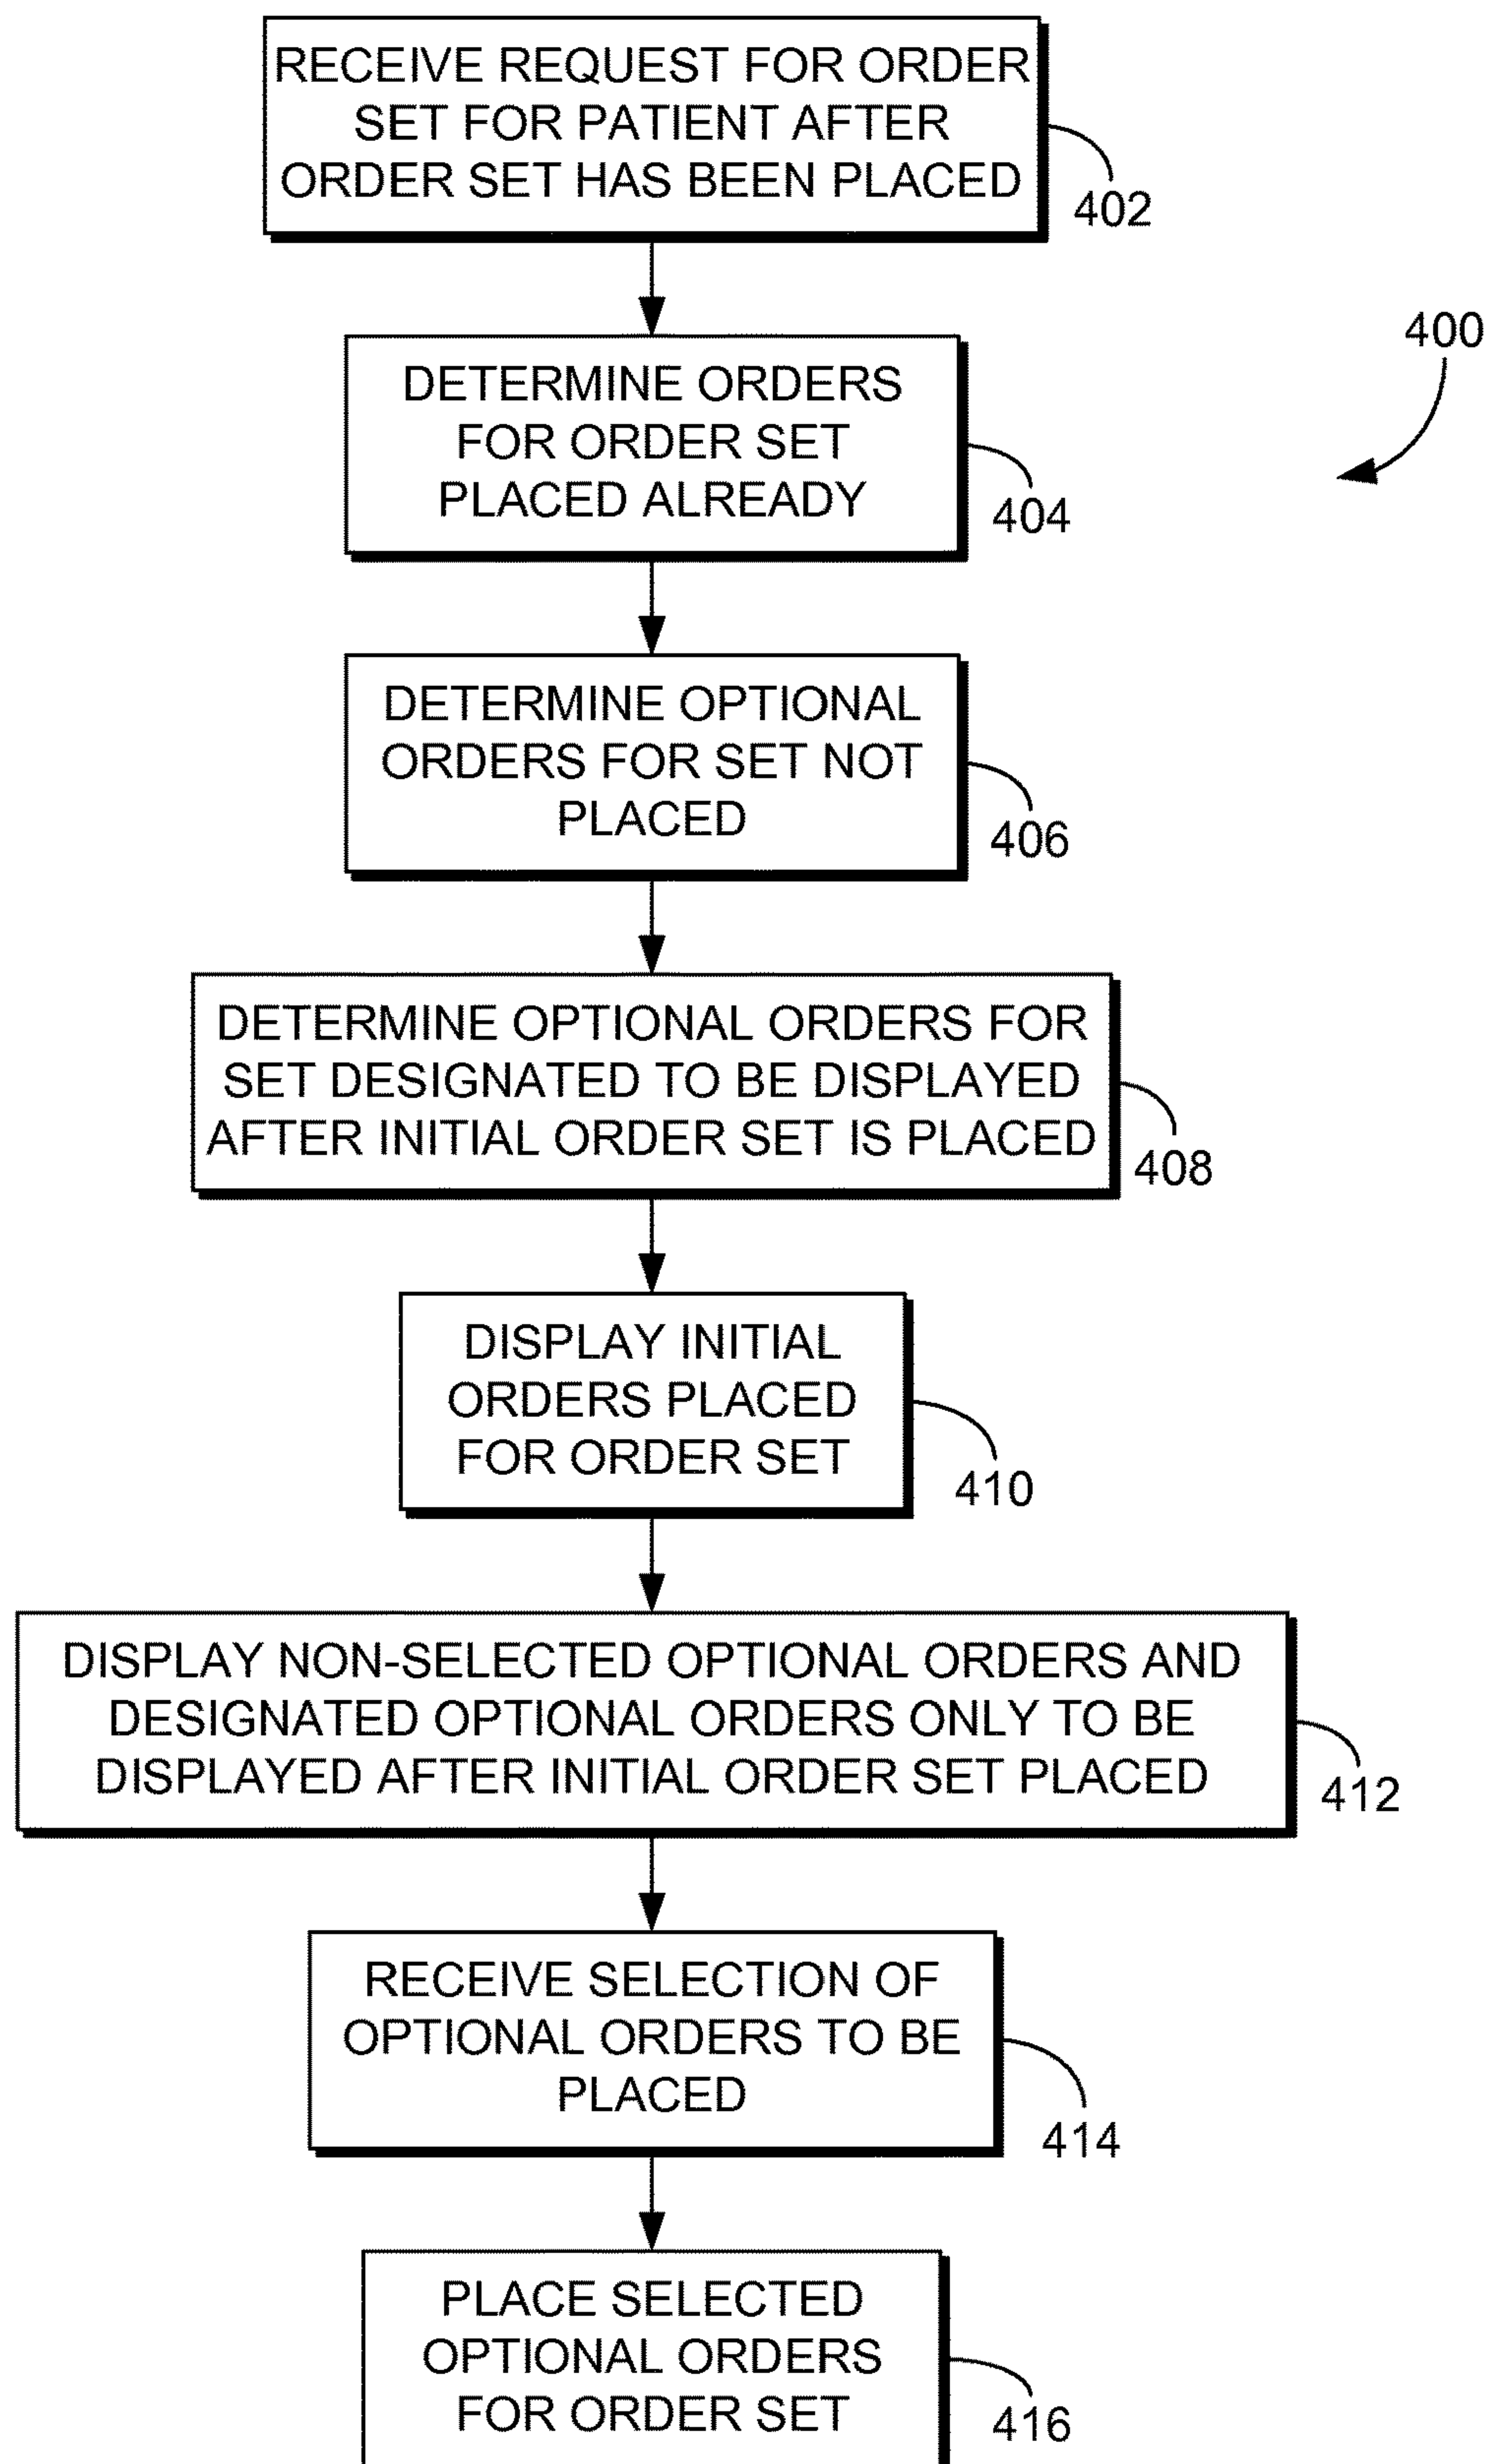 RECEIVE REQUEST FOR ORDER
SET FOR PATIENT AFTER
ORDER SET HAS BEEN PLACED
402
400
DETERMINE ORDERS
FOR ORDER SET
PLACED ALREADY
404
DETERMINE OPTIONAL
ORDERS FOR SET NOT
PLACED
406
DETERMINE OPTIONAL ORDERS FOR
SET DESIGNATED TO BE DISPLAYED
AFTER INITIAL ORDER SET IS PLACED
408
DISPLAY INITIAL
ORDERS PLACED
FOR ORDER SET
410
DISPLAY NON-SELECTED OPTIONAL ORDERS AND
DESIGNATED OPTIONAL ORDERS ONLY TO BE
DISPLAYED AFTER INITIAL ORDER SET PLACED
412
RECEIVE SELECTION OF
OPTIONAL ORDERS TO BE
PLACED
414
PLACE SELECTED
OPTIONAL ORDERS
FOR ORDER SET
416